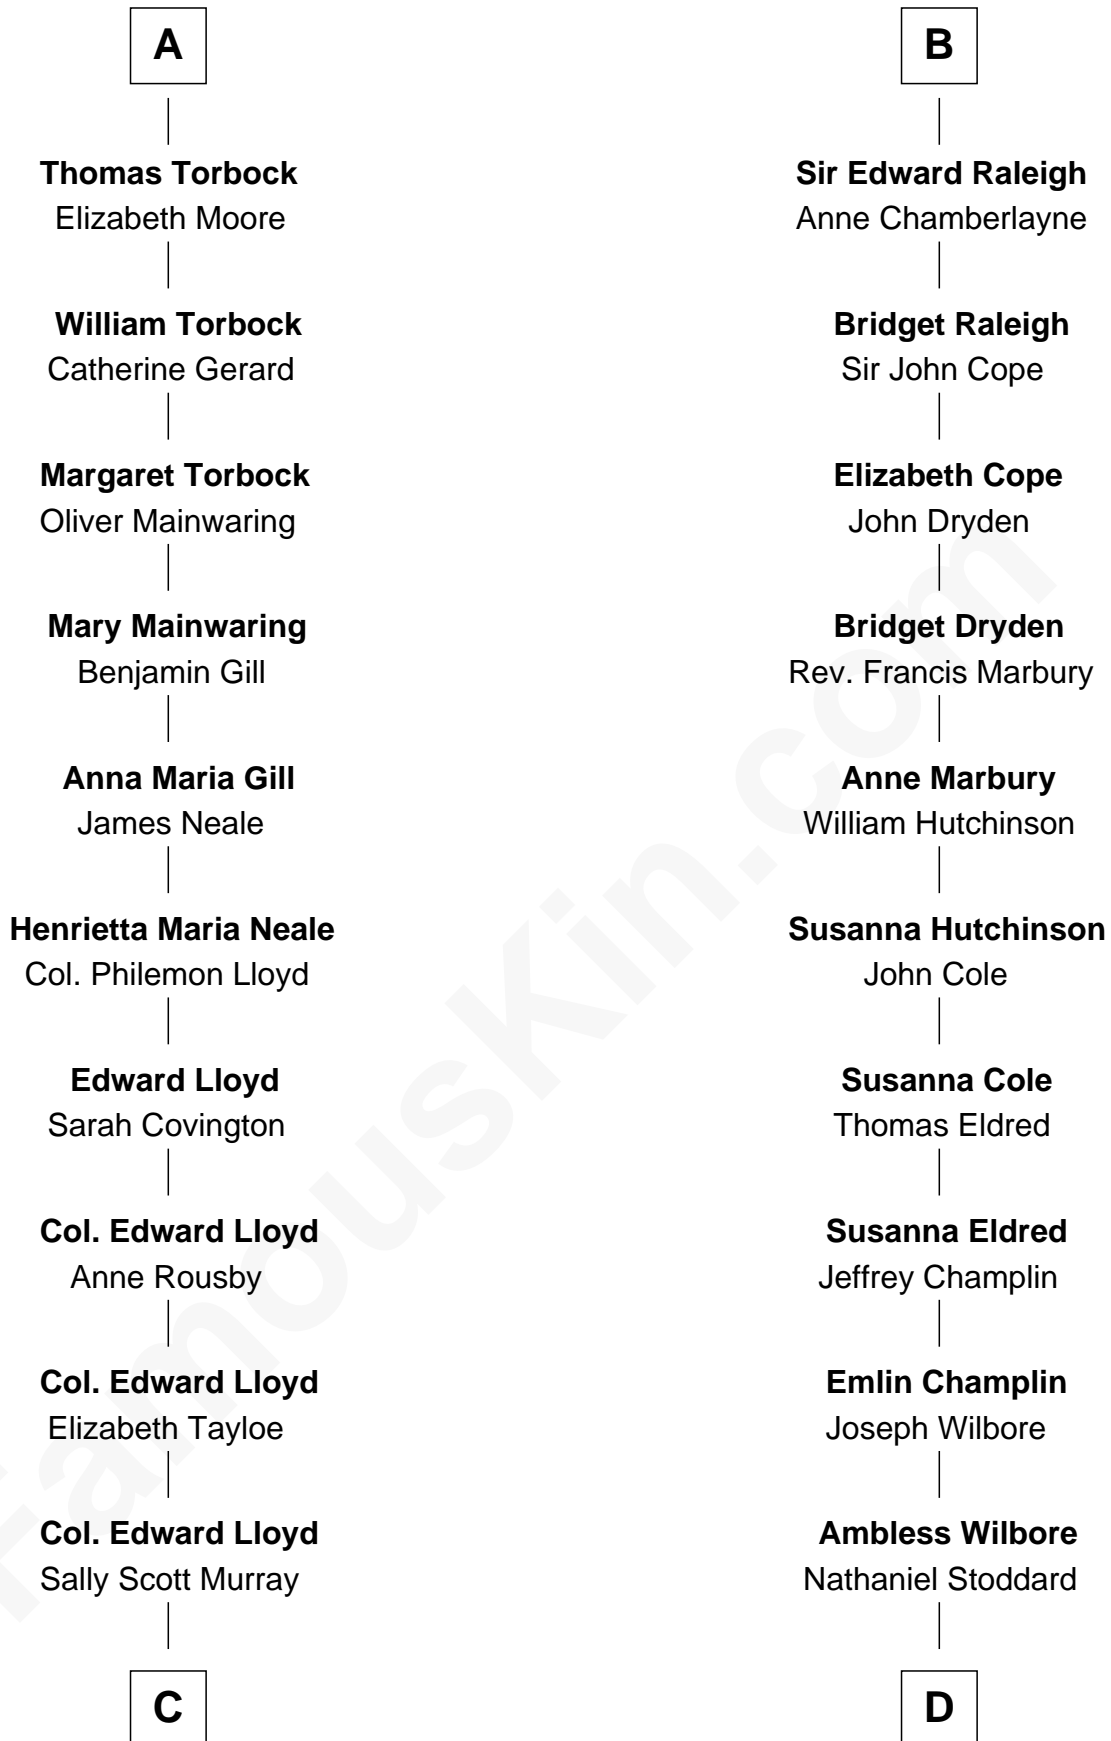 A
Thomas Torbock
Elizabeth Moore
William Torbock
Catherine Gerard
Margaret Torbock
Oliver Mainwaring
Mary Mainwaring
Benjamin Gill
Anna Maria Gill
James Neale
Henrietta Maria Neale
Col. Philemon Lloyd
Edward Lloyd
Sarah Covington
Col. Edward Lloyd
Anne Rousby
Col. Edward Lloyd
Elizabeth Tayloe
Col. Edward Lloyd
Sally Scott Murray
C
B
Sir Edward Raleigh
Anne Chamberlayne
Bridget Raleigh
Sir John Cope
Elizabeth Cope
John Dryden
Bridget Dryden
Rev. Francis Marbury
Anne Marbury
William Hutchinson
Susanna Hutchinson
John Cole
Susanna Cole
Thomas Eldred
Susanna Eldred
Jeffrey Champlin
Emlin Champlin
Joseph Wilbore
Ambless Wilbore
Nathaniel Stoddard
D
FamousKin.com